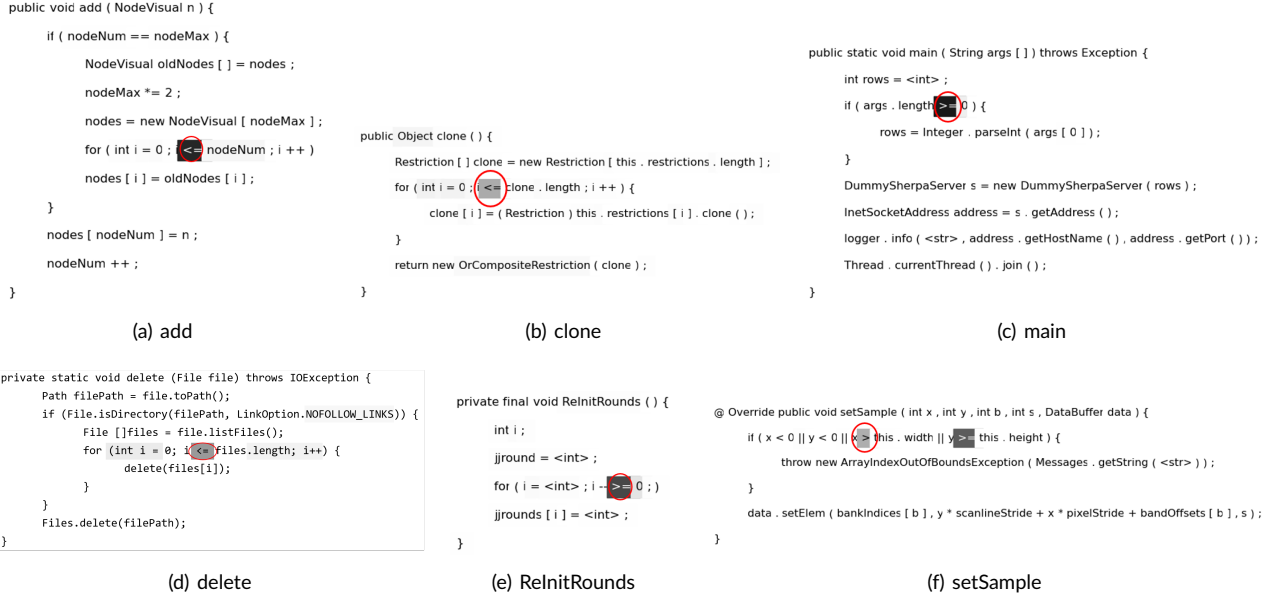 public void add ( NodeVisual n ) {
if ( nodeNum == nodeMax ) {
NodeVisual oldNodes [ ] = nodes ;
nodeMax *= 2 ;
nodes = new NodeVisual [ nodeMax ] ;
for ( int i = 0 ; i <= nodeNum ; i ++ )
nodes [ i ] = oldNodes [ i ] ;
}
nodes [ nodeNum ] = n ;
nodeNum ++ ;
}
(a) add
public Object clone ( ) {
Restriction [ ] clone = new Restriction [ this . restrictions . length ] ;
for ( int i = 0 ; i <= clone . length ; i ++ ) {
clone [ i ] = ( Restriction ) this . restrictions [ i ] . clone ( ) ;
}
return new OrCompositeRestriction ( clone ) ;
}
(b) clone
public static void main ( String args [ ] ) throws Exception {
int rows = <int> ;
if ( args . length >= 0 ) {
rows = Integer . parseInt ( args [ 0 ] ) ;
}
DummySherpaServer s = new DummySherpaServer ( rows ) ;
InetSocketAddress address = s . getAddress ( ) ;
logger . info ( <str> , address . getHostName ( ) , address . getPort ( ) ) ;
Thread . currentThread ( ) . join ( ) ;
}
(c) main
private static void delete (File file) throws IOException {
Path filePath = file.toPath();
if (File.isDirectory(filePath, LinkOption.NOFOLLOW_LINKS)) {
File []files = file.listFiles();
for (int i = 0; i <= files.length; i++) {
delete(files[i]);
}
}
Files.delete(filePath);
}
(d) delete
private final void ReInitRounds ( ) {
int i ;
jjround = <int> ;
for ( i = <int> ; i -- >= 0 ; )
jjrounds [ i ] = <int> ;
}
(e) ReInitRounds
@ Override public void setSample ( int x , int y , int b , int s , DataBuffer data ) {
if ( x < 0 || y < 0 || x > this . width || y >= this . height ) {
throw new ArrayIndexOutOfBoundsException ( Messages . getString ( <str> ) ) ;
}
data . setElem ( bankIndices [ b ] , y * scanlineStride + x * pixelStride + bandOffsets [ b ] , s ) ;
}
(f) setSample